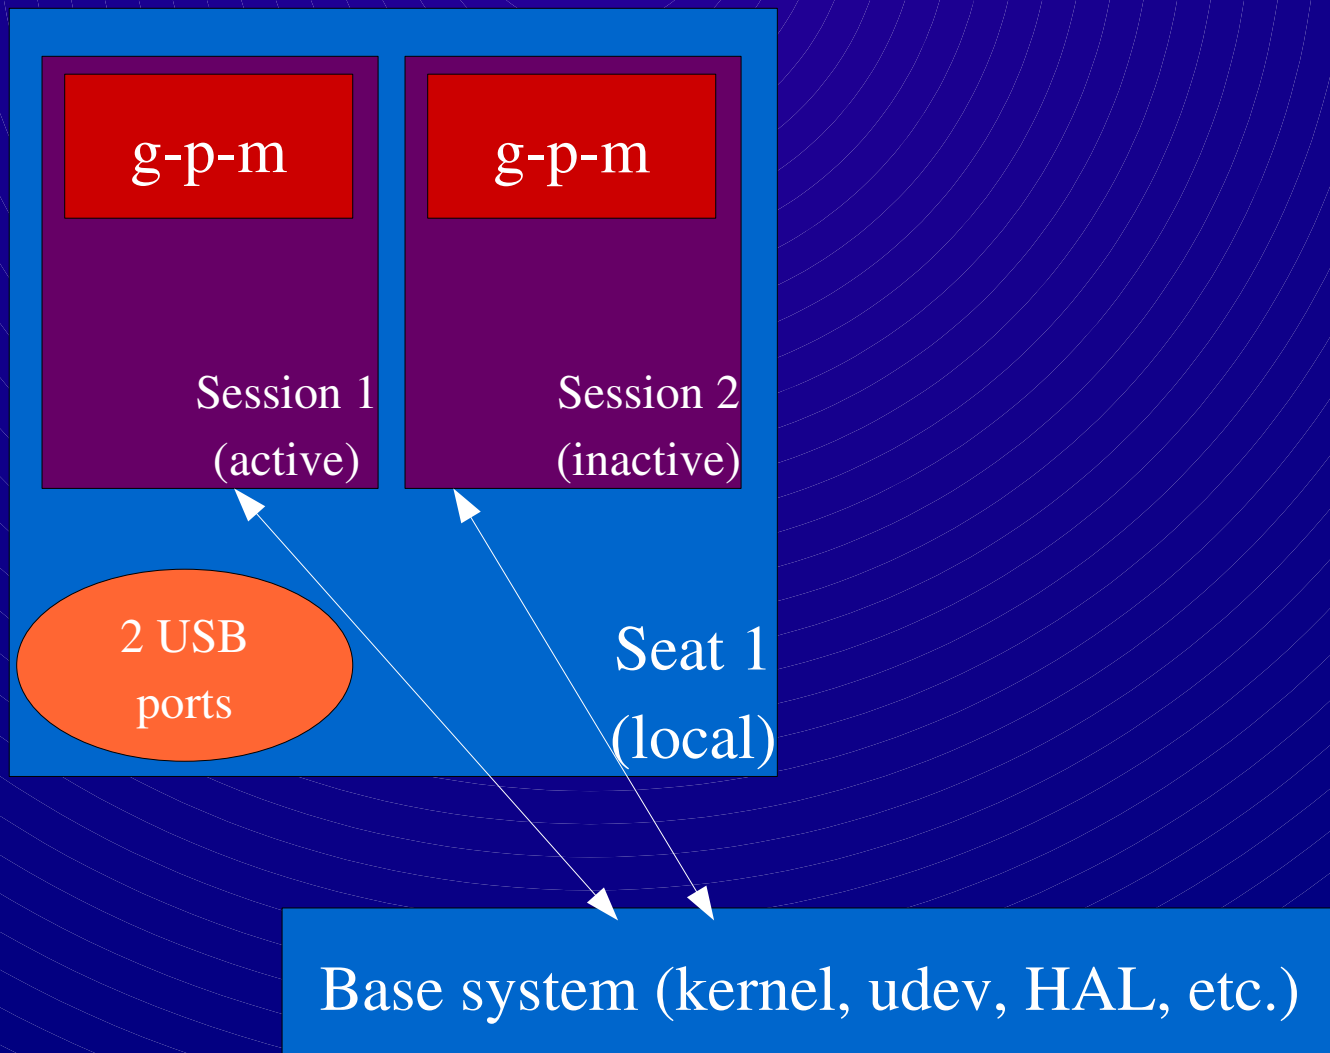 g-p-m
g-p-m
Session 1
(active)
Session 2
(inactive)
2 USB
ports
Seat 1
(local)
Base system (kernel, udev, HAL, etc.)